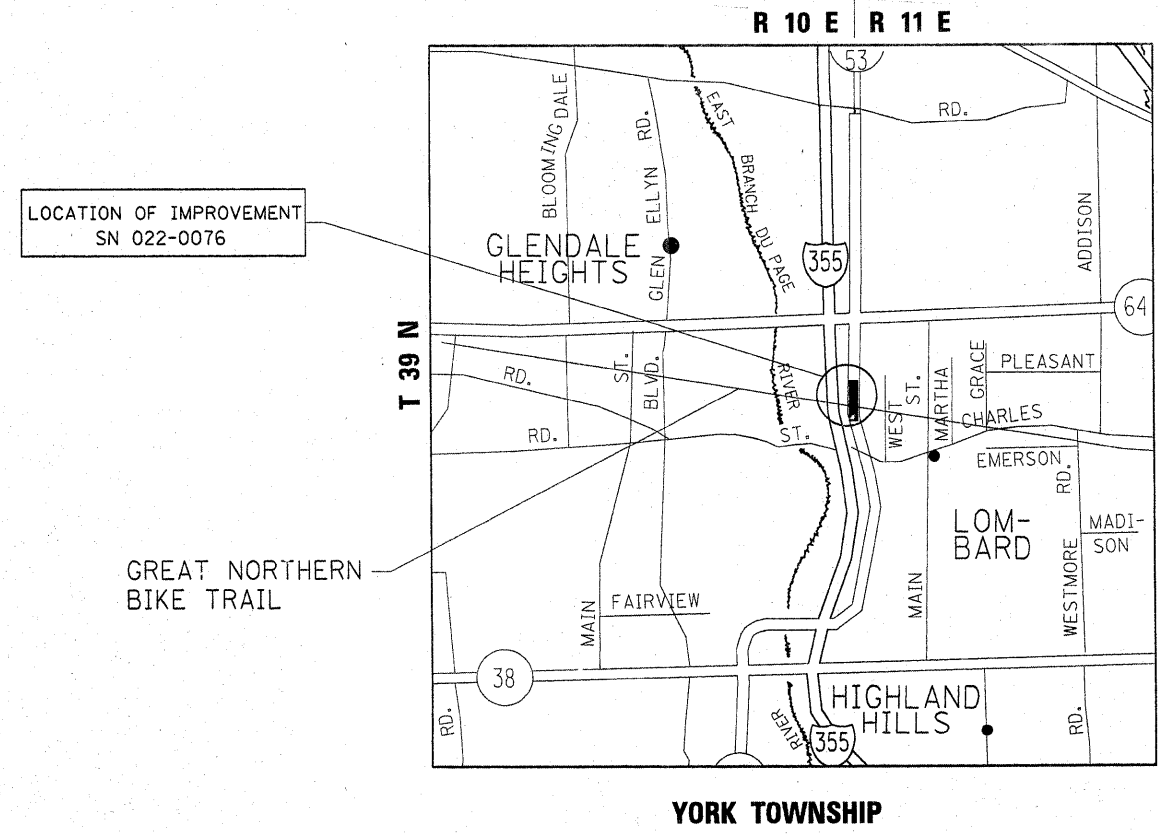 R 10 E R 11 E
53
RD.
BLOOMINGDALE
GLEN ELLYN RD.
EAST BRANCH DU PAGE RIVER
ADDISON
LOCATION OF IMPROVEMENT
SN 022-0076
GLENDALE
HEIGHTS
355
64
T 39 N
RD.
ST.
BLVD.
WEST
ST.
MARTHA
GRACE
PLEASANT
CHARLES
RD.
ST.
EMERSON
RD.
LOM-
BARD
MADI-
SON
GREAT NORTHERN
BIKE TRAIL
MAIN
FAIRVIEW
MAIN
WESTMORE
38
HIGHLAND
HILLS
RD.
RIVER
355
RD.
YORK TOWNSHIP